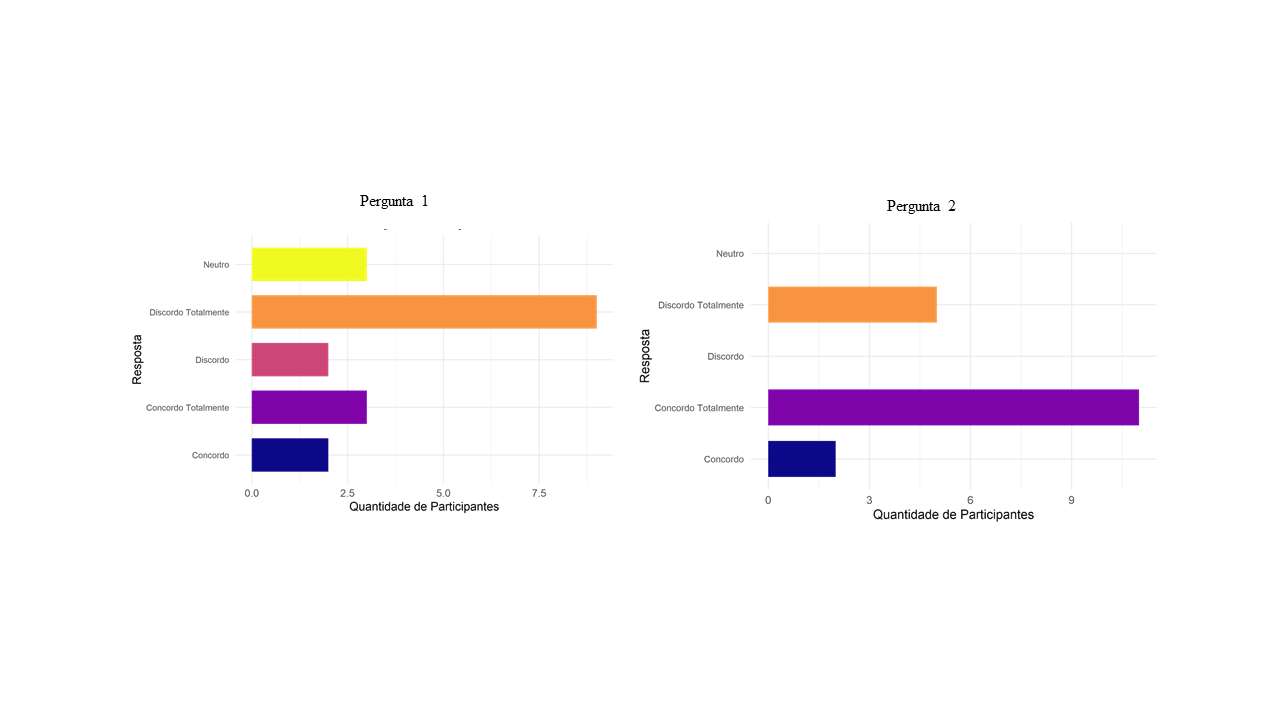 Pergunta 1
Neutro
Discordo Totalmente
Discordo
Concordo Totalmente
Concordo
Resposta
0.0 2.5 5.0 7.5
Quantidade de Participantes
Pergunta 2
Neutro
Discordo Totalmente
Discordo
Concordo Totalmente
Concordo
Resposta
0 3 6 9
Quantidade de Participantes